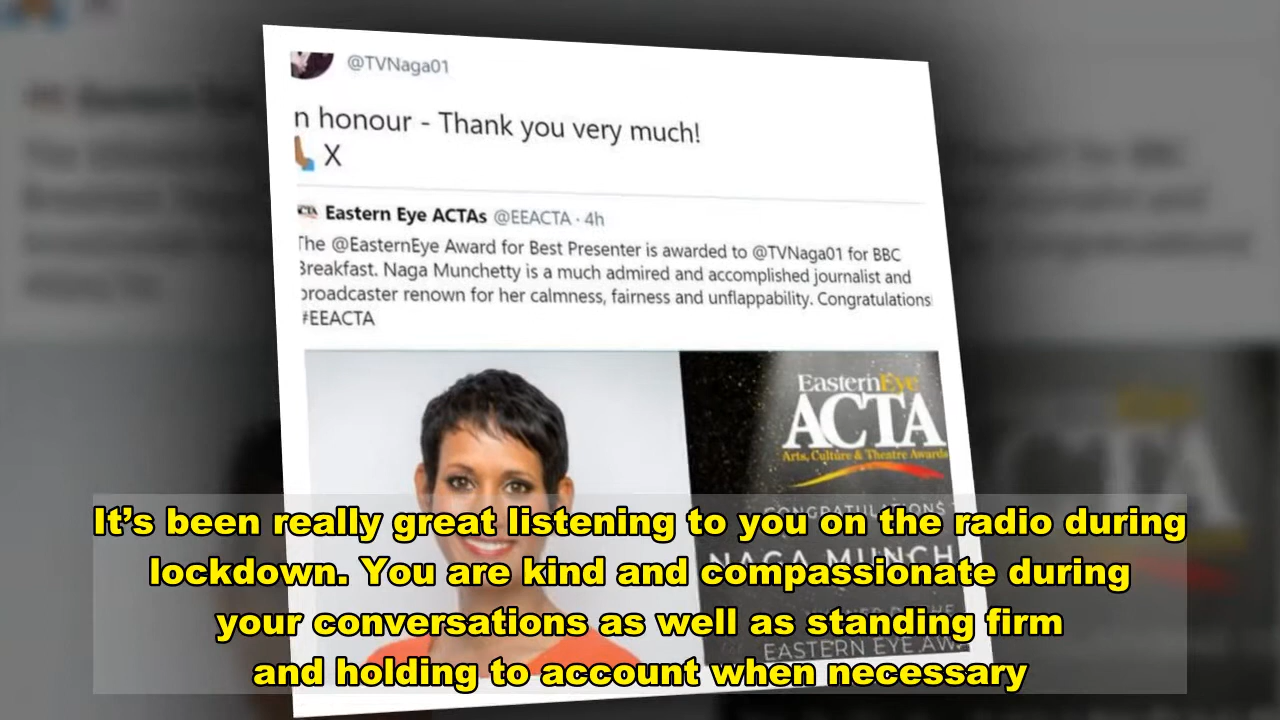 @TVNaga01
n honour - Thank you very much!
X
Eastern Eye ACTAs @EEACTA · 4h
The @EasternEye Award for Best Presenter is awarded to @TVNaga01 for BBC
Breakfast. Naga Munchetty is a much admired and accomplished journalist and
broadcaster renown for her calmness, fairness and unflappability. Congratulations
#EEACTA
EasternEye
ACTA
Arts, Culture & Theatre Awards
CONGRATULATIONS
NAGA MUNCH
EASTERN EYE AW
It's been really great listening to you on the radio during
lockdown. You are kind and compassionate during
your conversations as well as standing firm
and holding to account when necessary